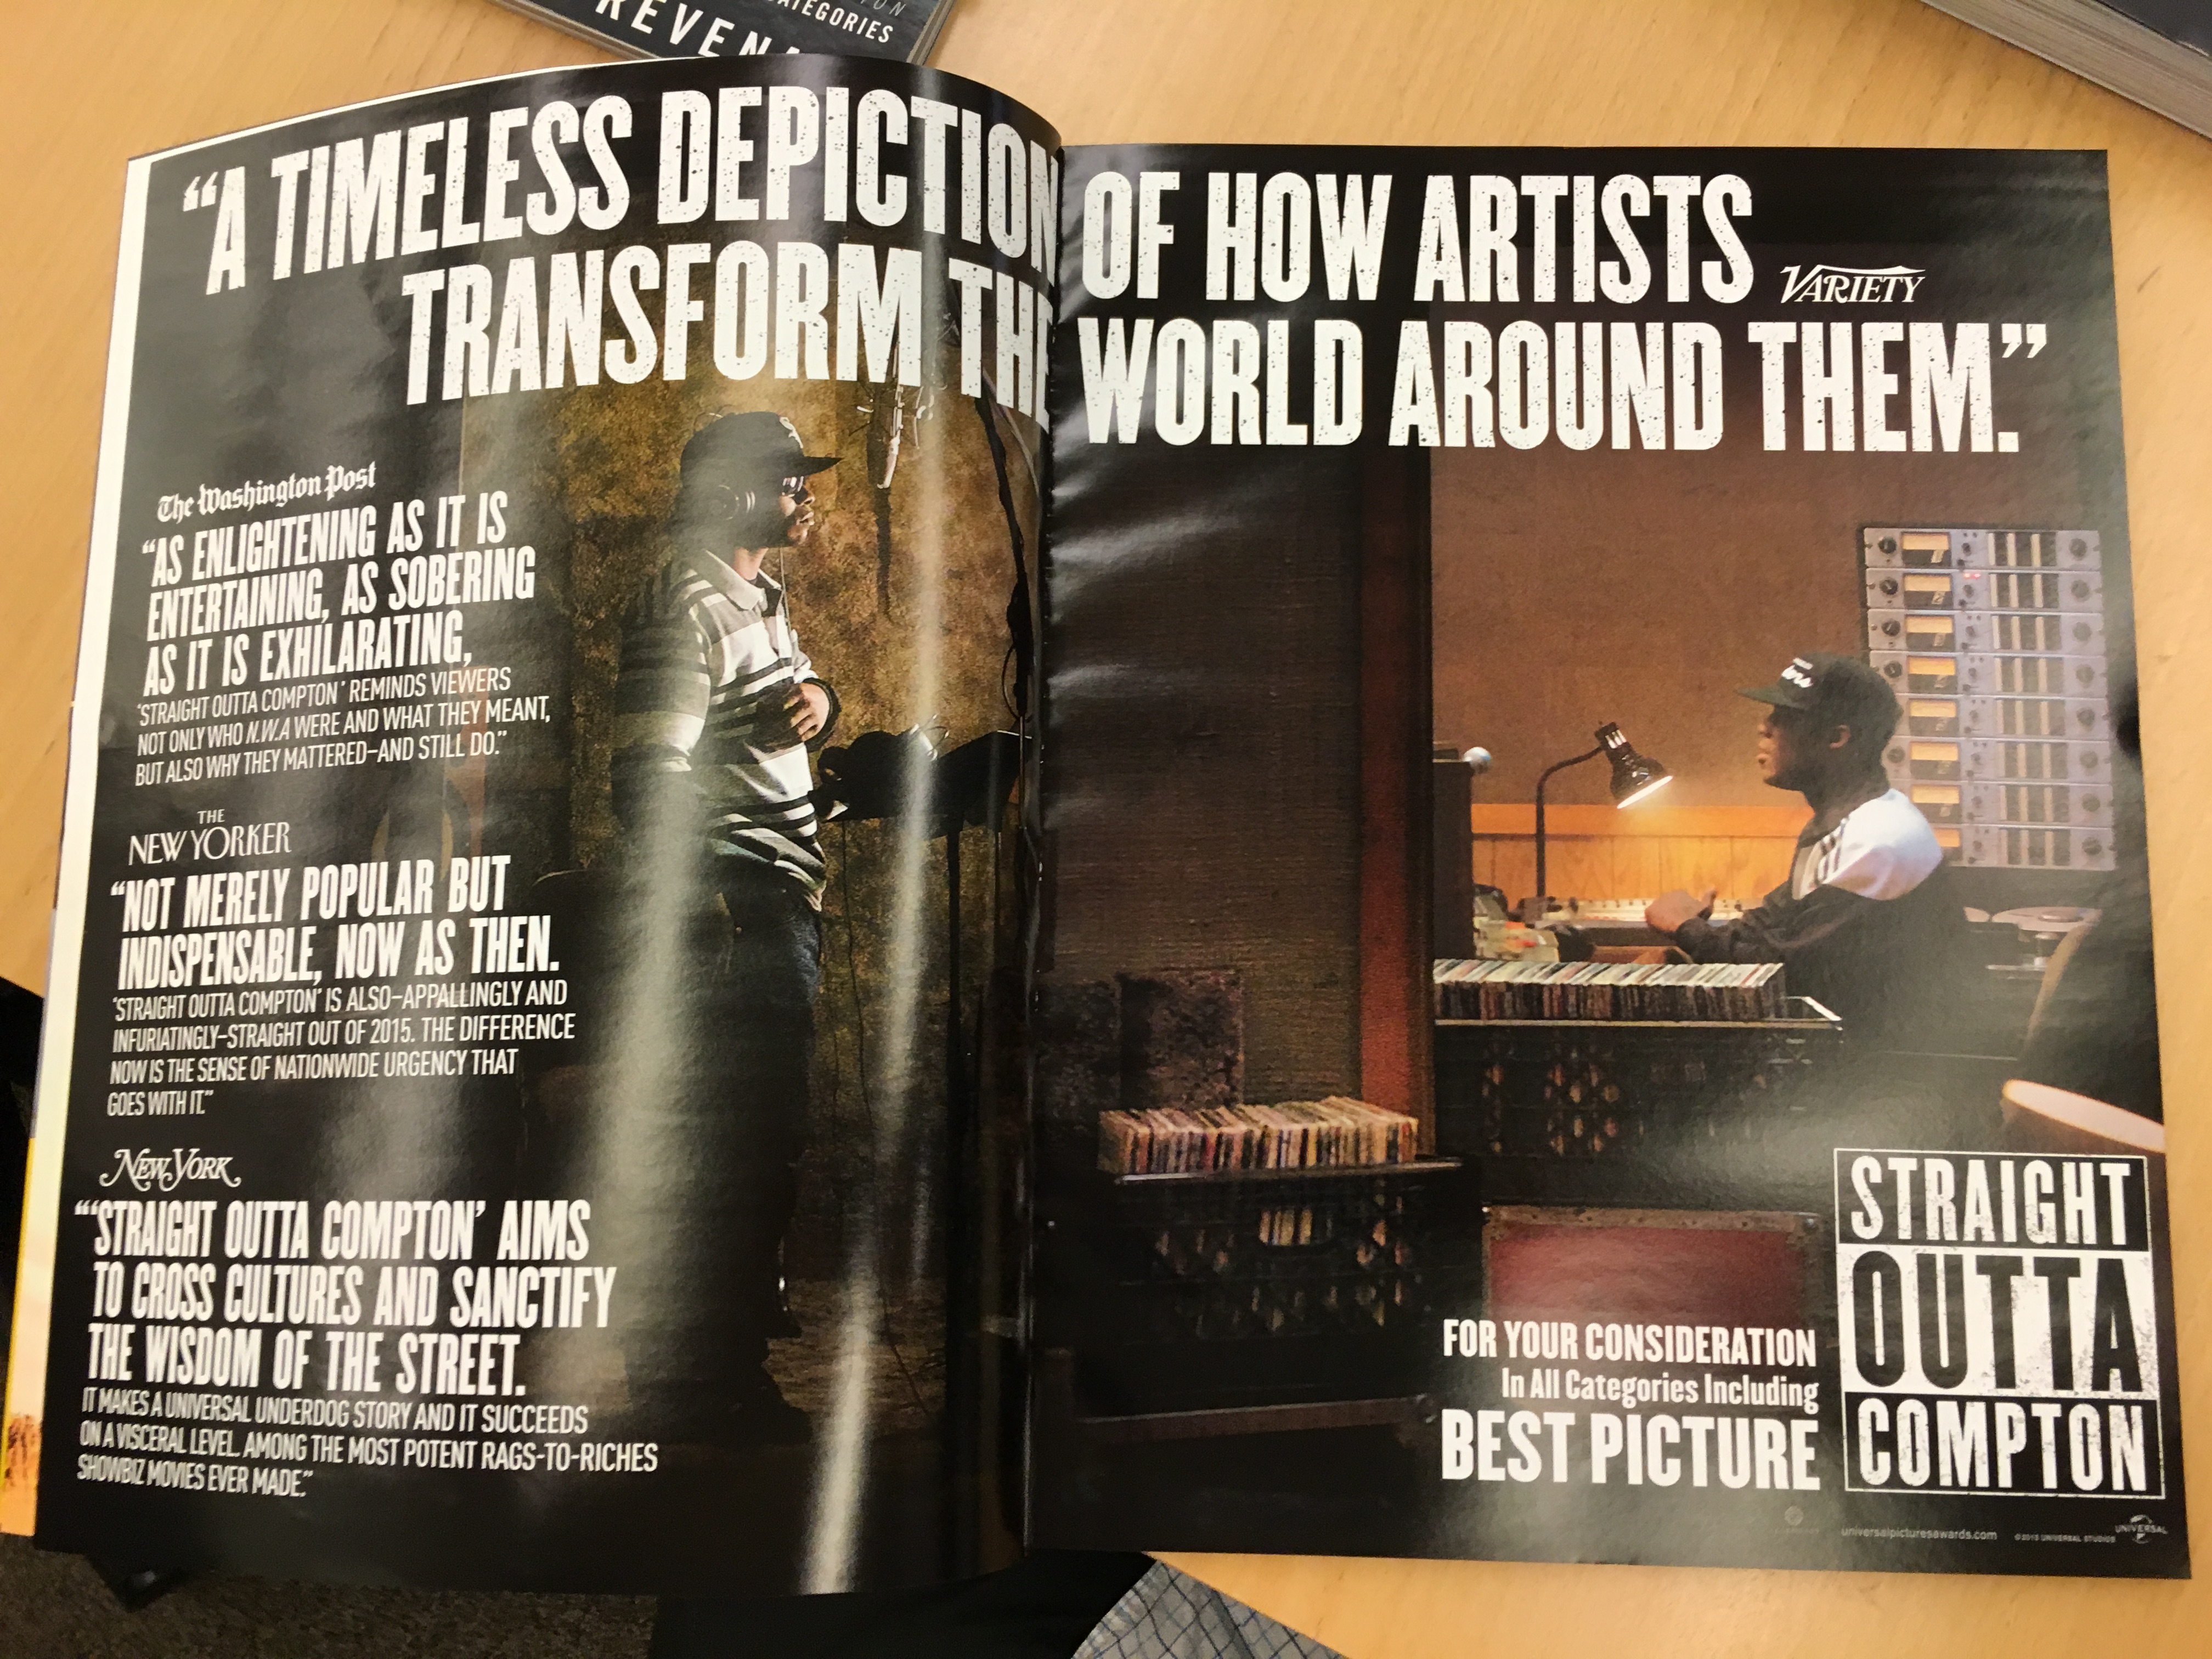 CATEGORIES
"A TIMELESS DEPICTION OF HOW ARTISTS
VARIETY
TRANSFORM THE WORLD AROUND THEM."
The Washington Post
"AS ENLIGHTENING AS IT IS
ENTERTAINING, AS SOBERING
AS IT IS EXHILARATING,
'STRAIGHT OUTTA COMPTON' REMINDS VIEWERS
NOT ONLY WHO N.W.A WERE AND WHAT THEY MEANT,
BUT ALSO WHY THEY MATTERED—AND STILL DO."
THE
NEW YORKER
"NOT MERELY POPULAR BUT
INDISPENSABLE, NOW AS THEN.
'STRAIGHT OUTTA COMPTON' IS ALSO—APPALLINGLY AND
INFURIATINGLY—STRAIGHT OUT OF 2015. THE DIFFERENCE
NOW IS THE SENSE OF NATIONWIDE URGENCY THAT
GOES WITH IT."
NEW YORK
"'STRAIGHT OUTTA COMPTON' AIMS
TO CROSS CULTURES AND SANCTIFY
THE WISDOM OF THE STREET.
IT MAKES A UNIVERSAL UNDERDOG STORY AND IT SUCCEEDS
ON A VISCERAL LEVEL. AMONG THE MOST POTENT RAGS-TO-RICHES
SHOWBIZ MOVIES EVER MADE."
FOR YOUR CONSIDERATION
In All Categories Including
BEST PICTURE
STRAIGHT
OUTTA
COMPTON
universalpicturesawards.com
©2015 UNIVERSAL STUDIOS
UNIVERSAL